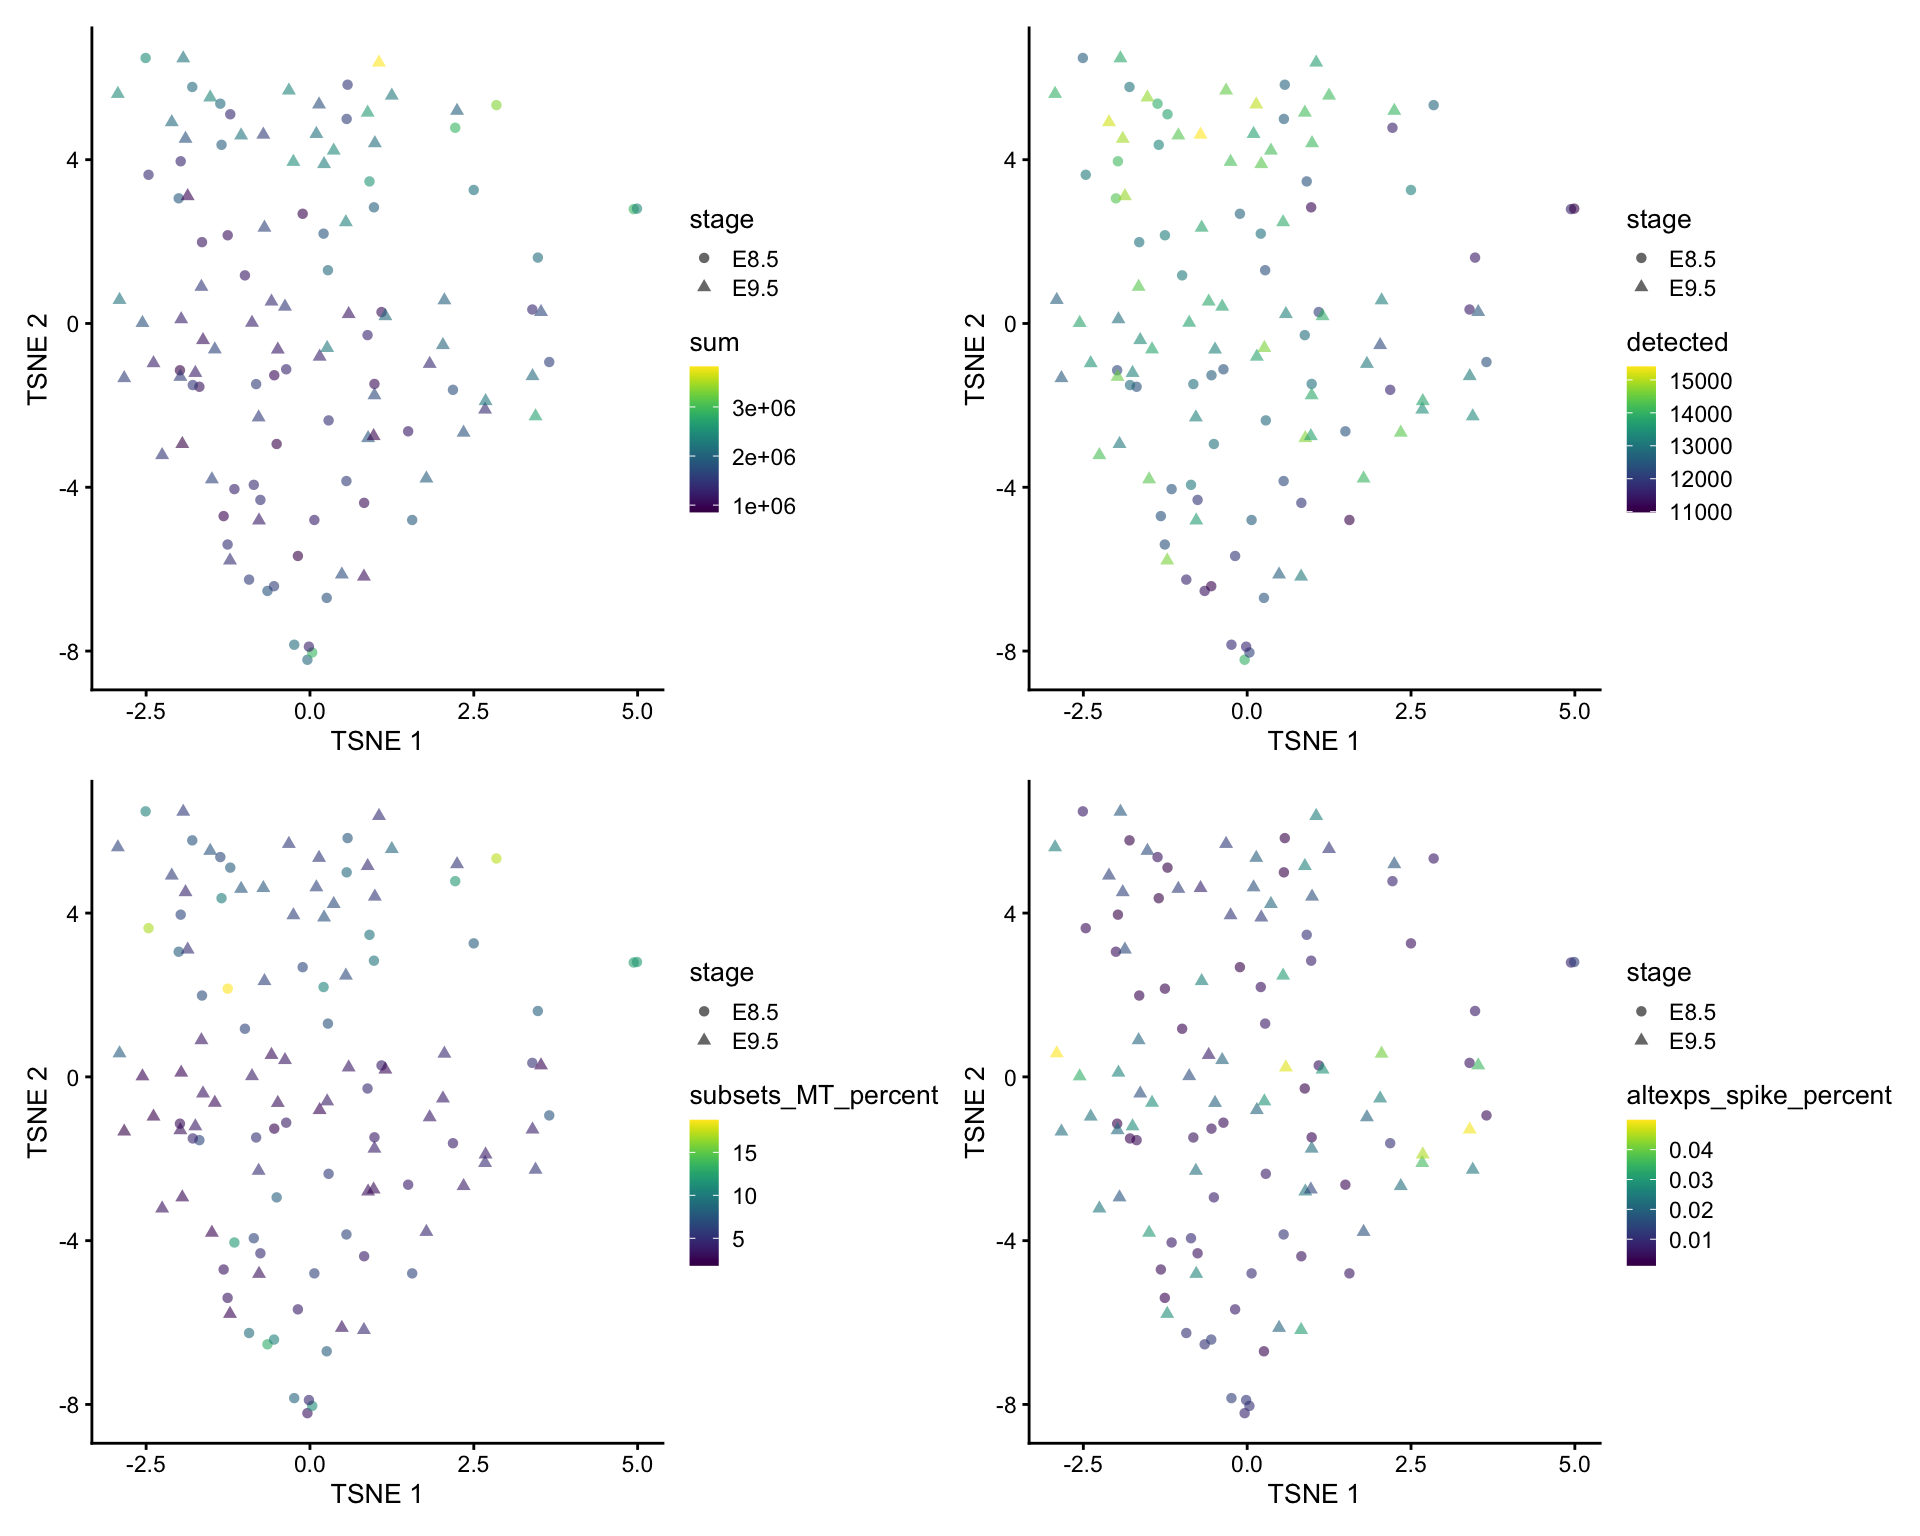 4
0
-4
-8
TSNE 2
-2.5 0.0 2.5 5.0
TSNE 1
stage
E8.5
E9.5
sum
3e+06
2e+06
1e+06
4
0
-4
-8
TSNE 2
-2.5 0.0 2.5 5.0
TSNE 1
stage
E8.5
E9.5
detected
15000
14000
13000
12000
11000
4
0
-4
-8
TSNE 2
-2.5 0.0 2.5 5.0
TSNE 1
stage
E8.5
E9.5
subsets_MT_percent
15
10
5
4
0
-4
-8
TSNE 2
-2.5 0.0 2.5 5.0
TSNE 1
stage
E8.5
E9.5
altexps_spike_percent
0.04
0.03
0.02
0.01